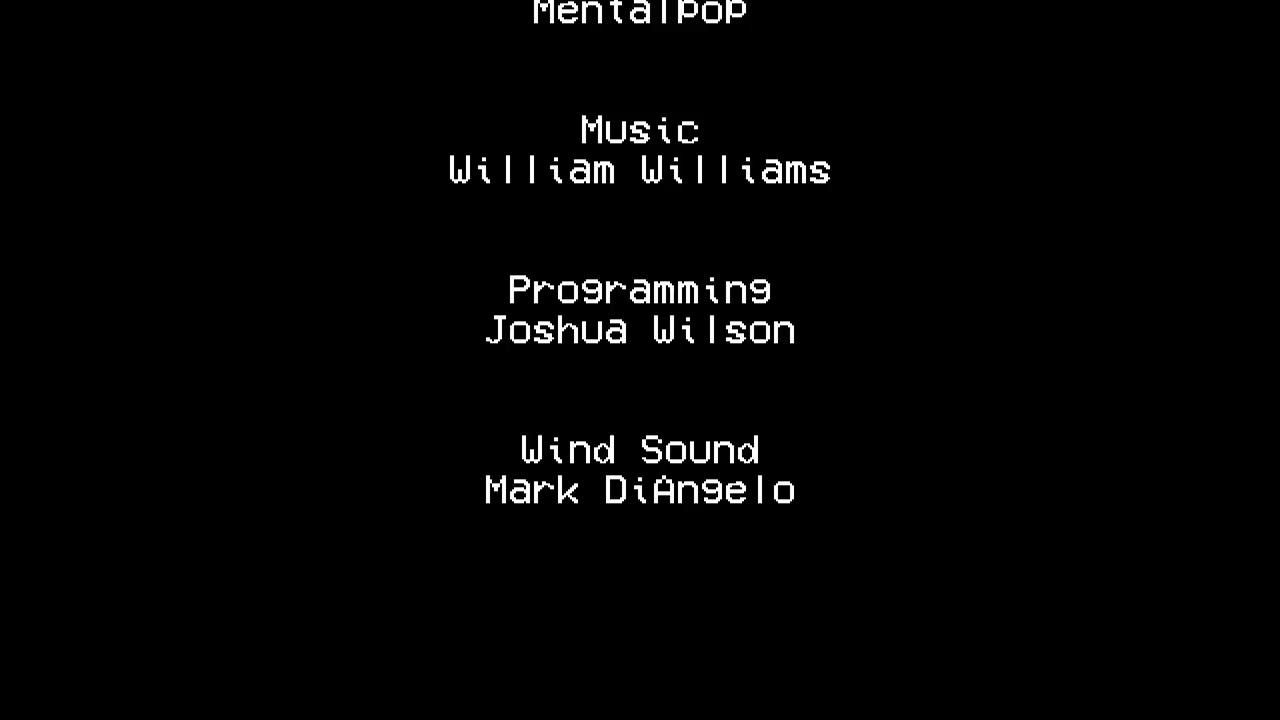 Mentalpop
Music
William Williams
Programming
Joshua Wilson
Wind Sound
Mark DiAngelo